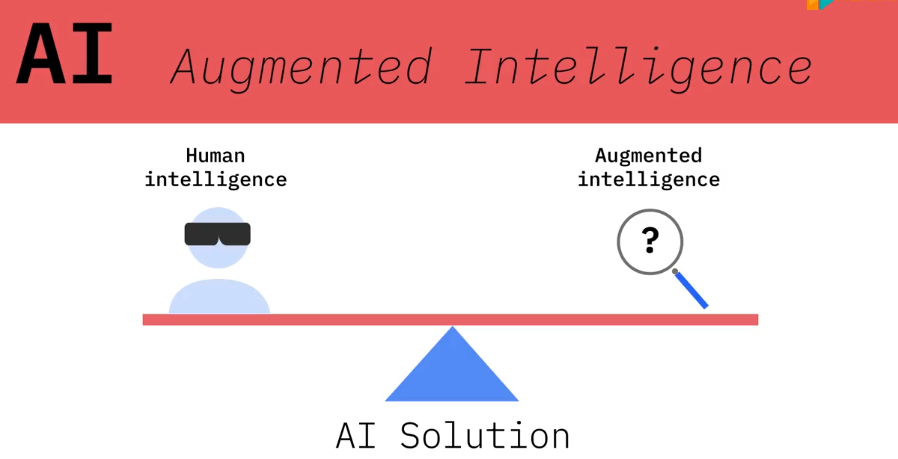 AI Augmented Intelligence
Human
intelligence
Augmented
intelligence
?
AI Solution